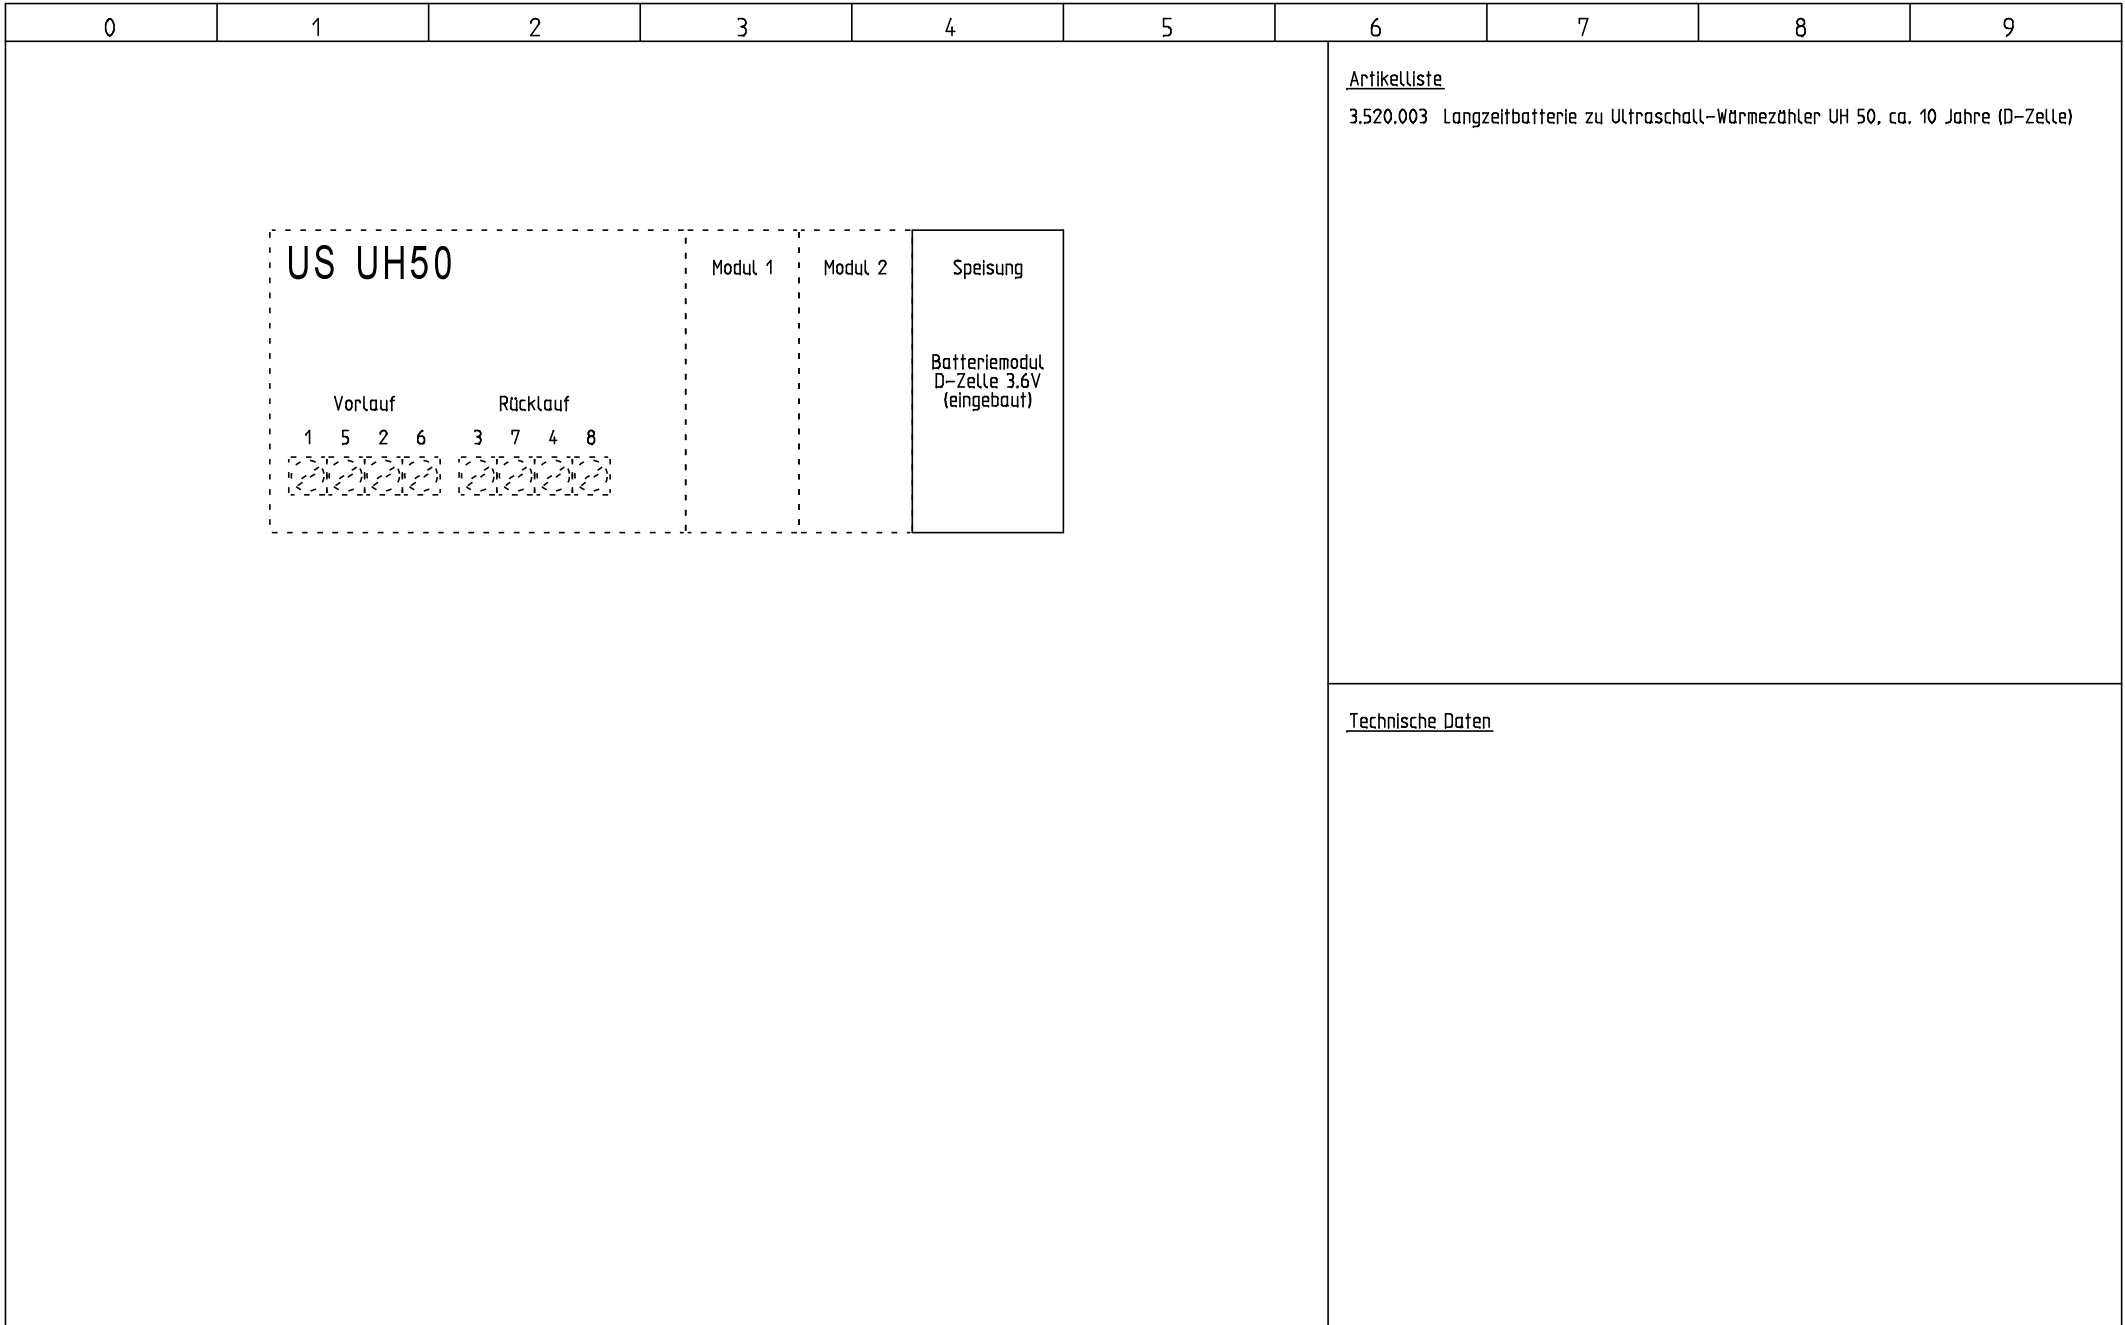 0 1 2 3 4 5 6 7 8 9
Artikelliste
3.520.003 Langzeitbatterie zu Ultraschall-Wärmezähler UH 50, ca. 10 Jahre (D-Zelle)
US UH50
Modul 1
Modul 2
Speisung
Batteriemodul
D-Zelle 3.6V
(eingebaut)
Vorlauf
Rücklauf
1 5 2 6
3 7 4 8
Technische Daten